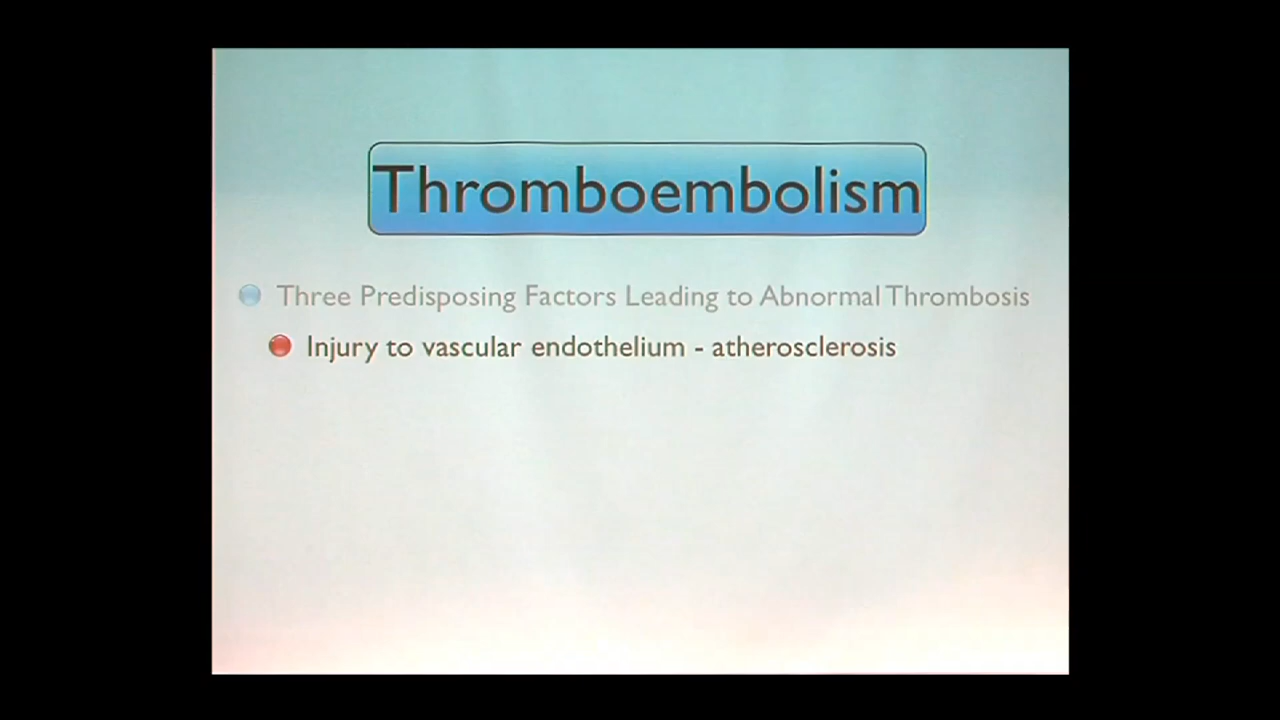 Thromboembolism
Three Predisposing Factors Leading to Abnormal Thrombosis
Injury to vascular endothelium - atherosclerosis